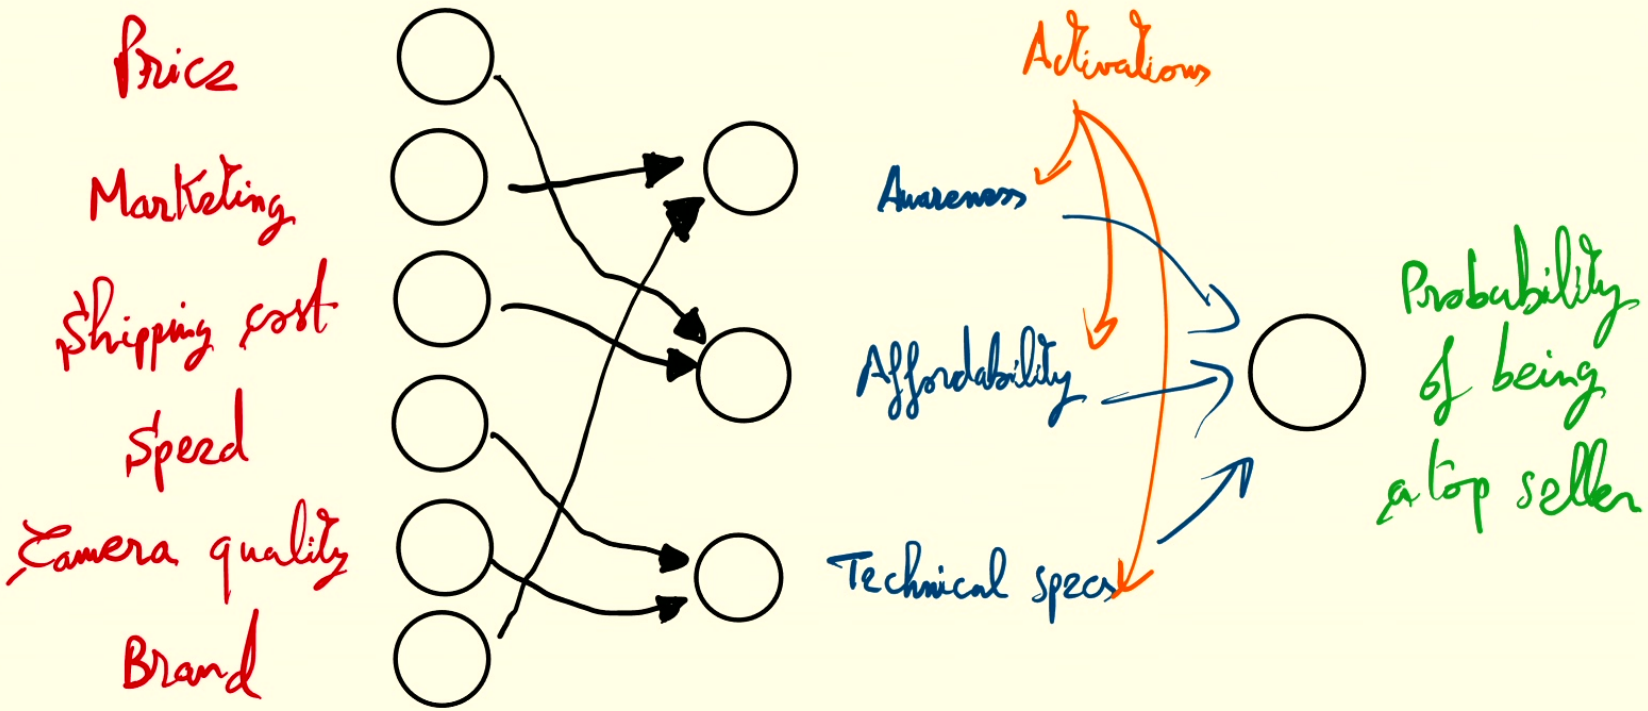 Price
Marketing
Shipping cost
Speed
Camera quality
Brand
Activations
Awareness
Affordability
Technical specs
Probability
of being
a top seller